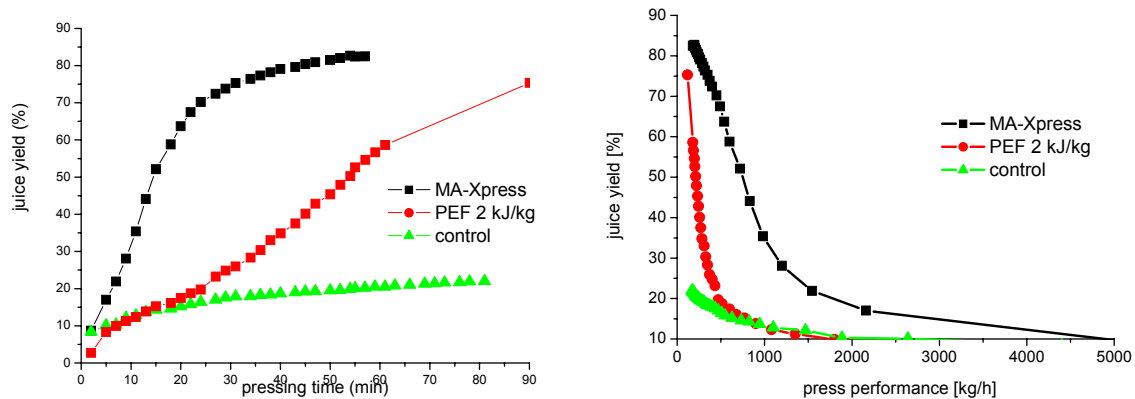 90
80
70
60
50
40
30
20
10
0
juice yield (%)
MA-Xpress
PEF 2 kJ/kg
control
0 10 20 30 40 50 60 70 80 90
pressing time (min)
90
80
70
60
50
40
30
20
10
juice yield [%]
MA-Xpress
PEF 2 kJ/kg
control
0 1000 2000 3000 4000 5000
press performance [kg/h]